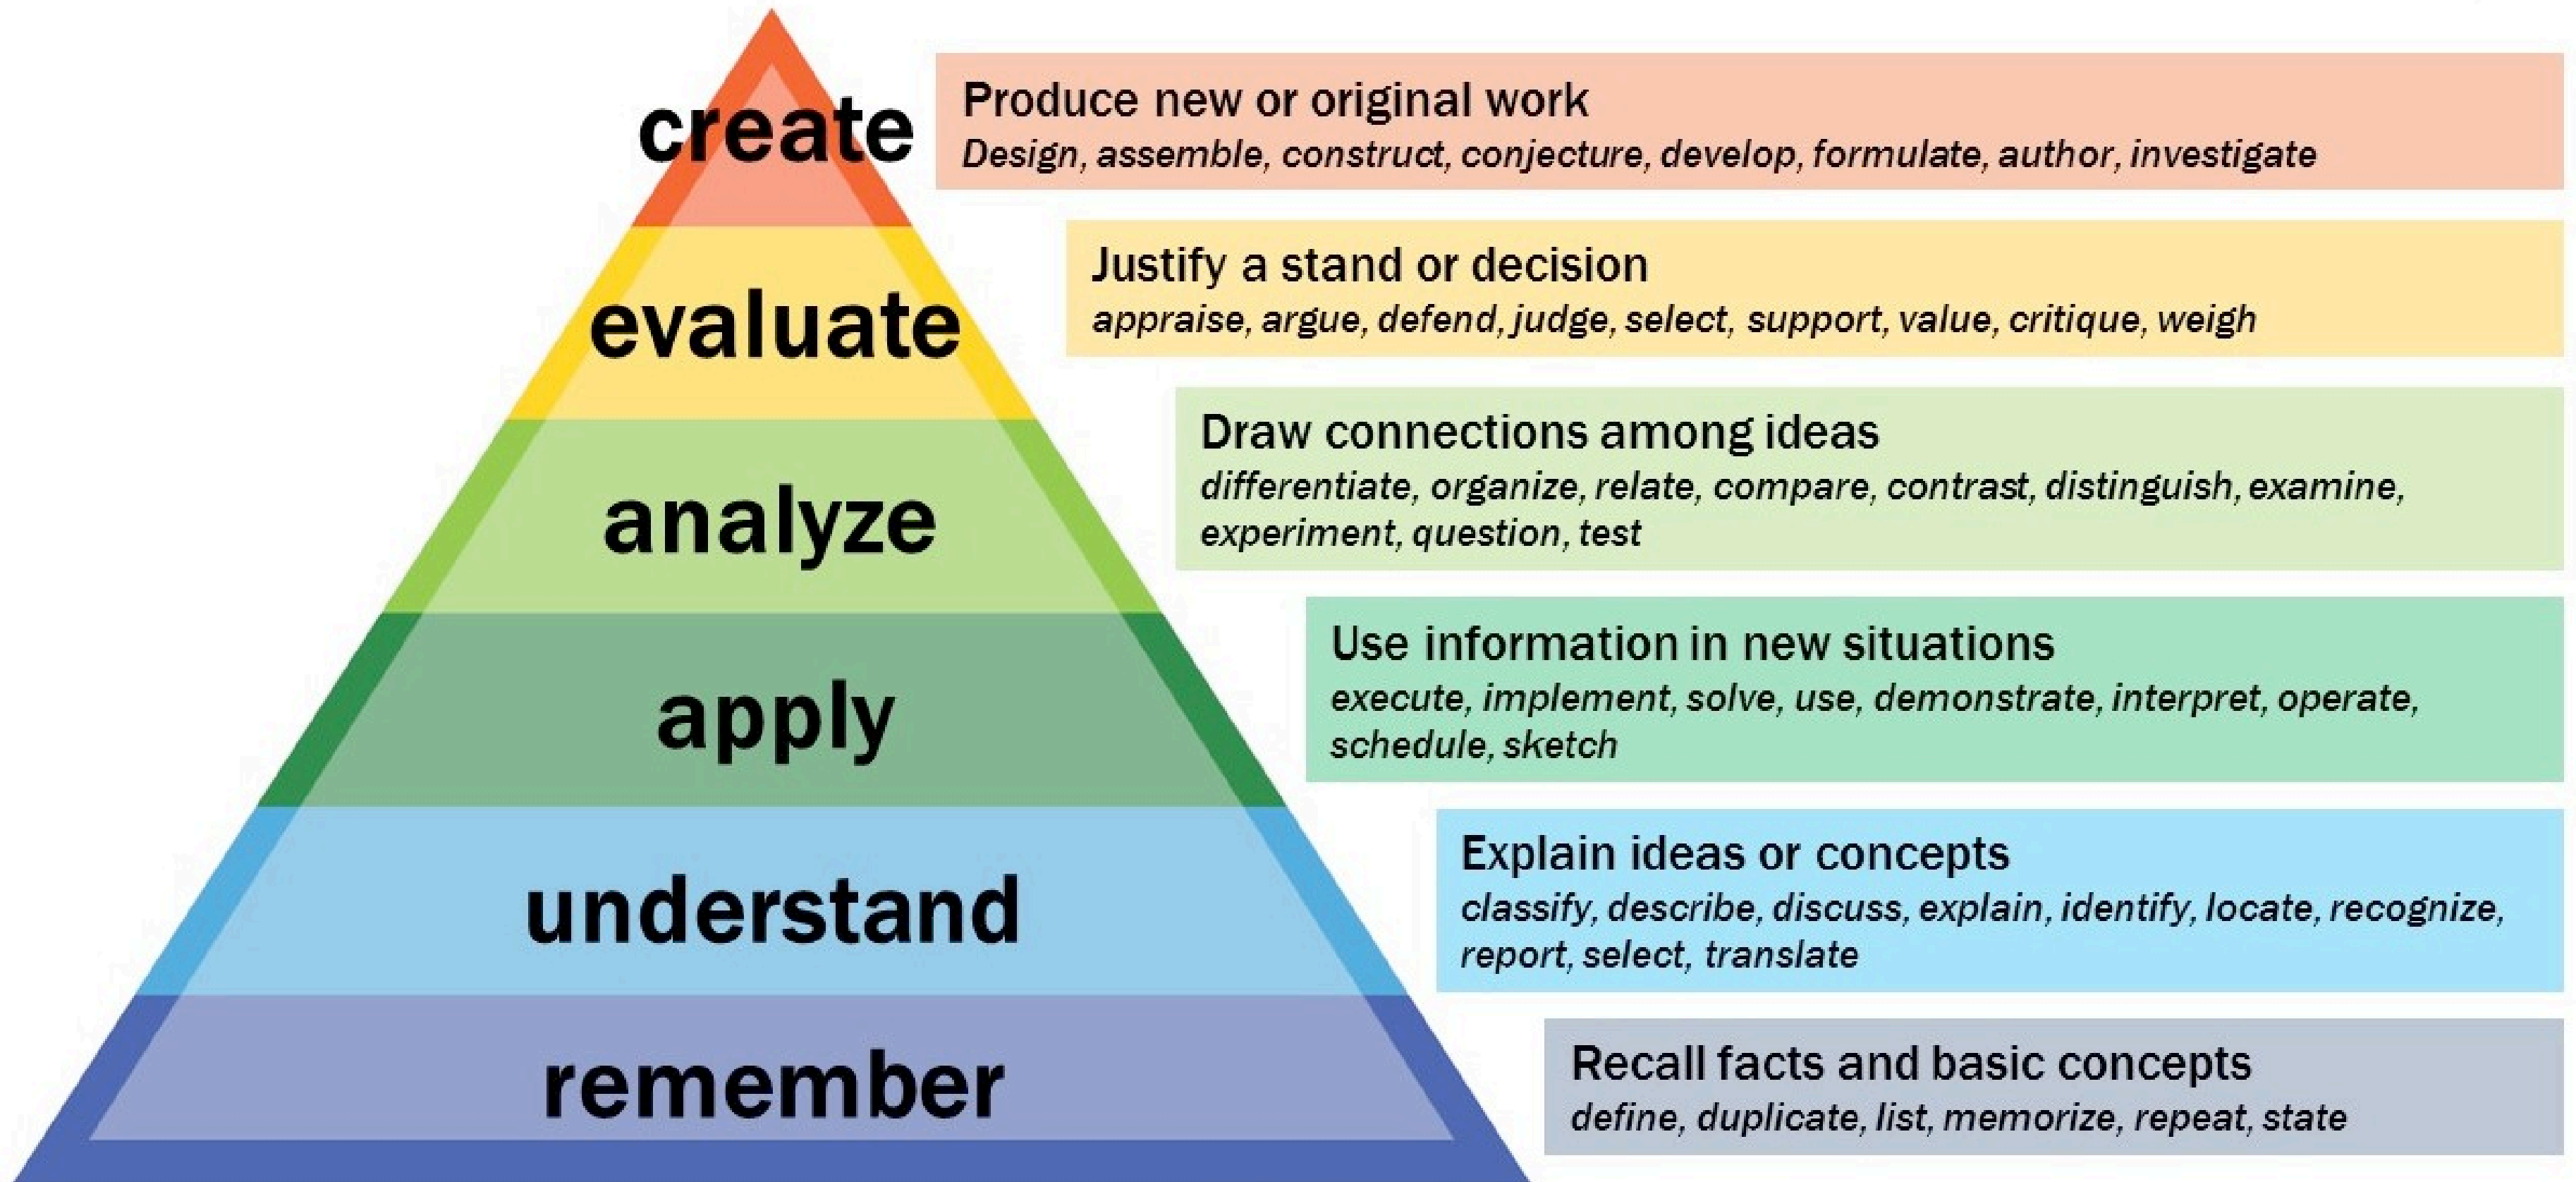 create
Produce new or original work
Design, assemble, construct, conjecture, develop, formulate, author, investigate
evaluate
Justify a stand or decision
appraise, argue, defend, judge, select, support, value, critique, weigh
analyze
Draw connections among ideas
differentiate, organize, relate, compare, contrast, distinguish, examine,
experiment, question, test
apply
Use information in new situations
execute, implement, solve, use, demonstrate, interpret, operate,
schedule, sketch
understand
Explain ideas or concepts
classify, describe, discuss, explain, identify, locate, recognize,
report, select, translate
remember
Recall facts and basic concepts
define, duplicate, list, memorize, repeat, state